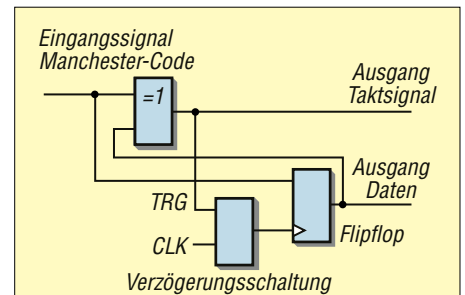 Eingangssignal
Manchester-Code
=1
Ausgang
Taktsignal
Ausgang
Daten
TRG
CLK
Flipflop
Verzögerungsschaltung